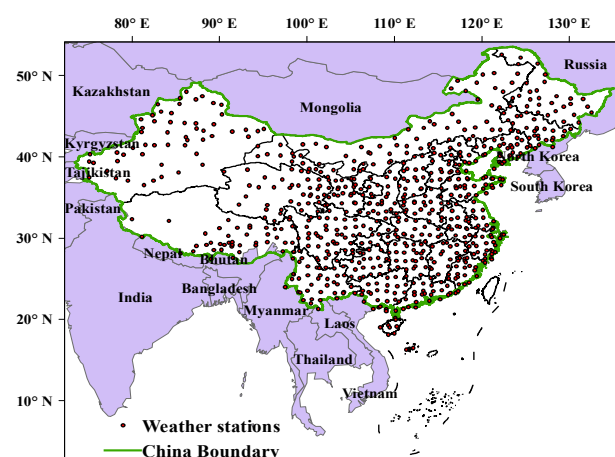 80° E 90° E 100° E 110° E 120° E 130° E
50° N
40° N
30° N
20° N
10° N
Russia
Kazakhstan
Mongolia
Kyrgyzstan
Tajikistan
North Korea
South Korea
Pakistan
Nepal
Bhutan
India
Bangladesh
Myanmar
Laos
Thailand
Vietnam
Weather stations
China Boundary